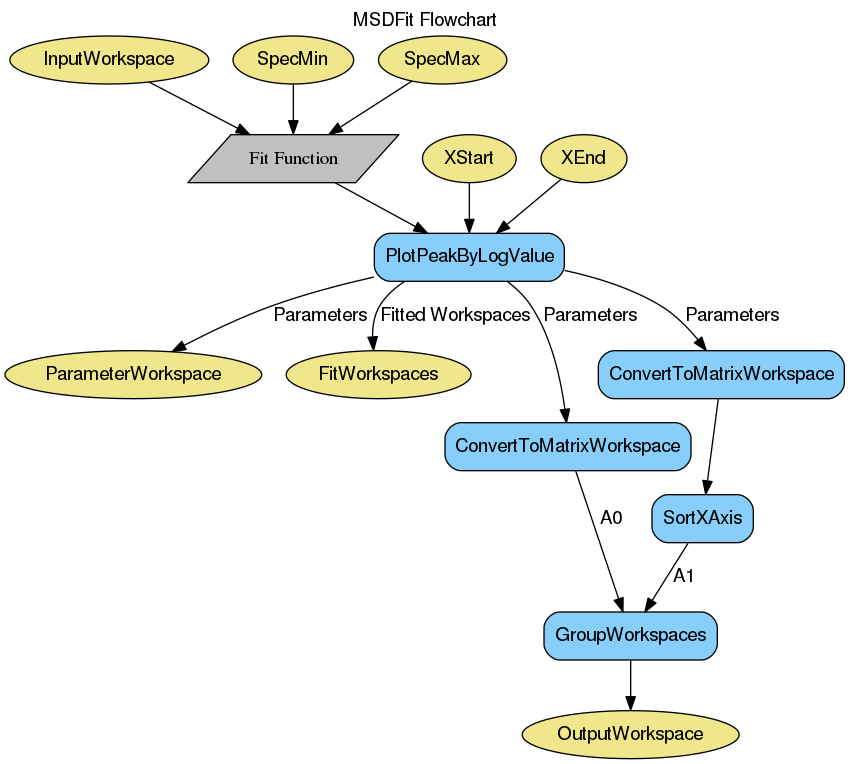 MSDFit Flowchart
InputWorkspace
SpecMin
SpecMax
Fit Function
XStart
XEnd
PlotPeakByLogValue
Parameters
Fitted Workspaces
Parameters
Parameters
ParameterWorkspace
FitWorkspaces
ConvertToMatrixWorkspace
ConvertToMatrixWorkspace
A0
SortXAxis
A1
GroupWorkspaces
OutputWorkspace